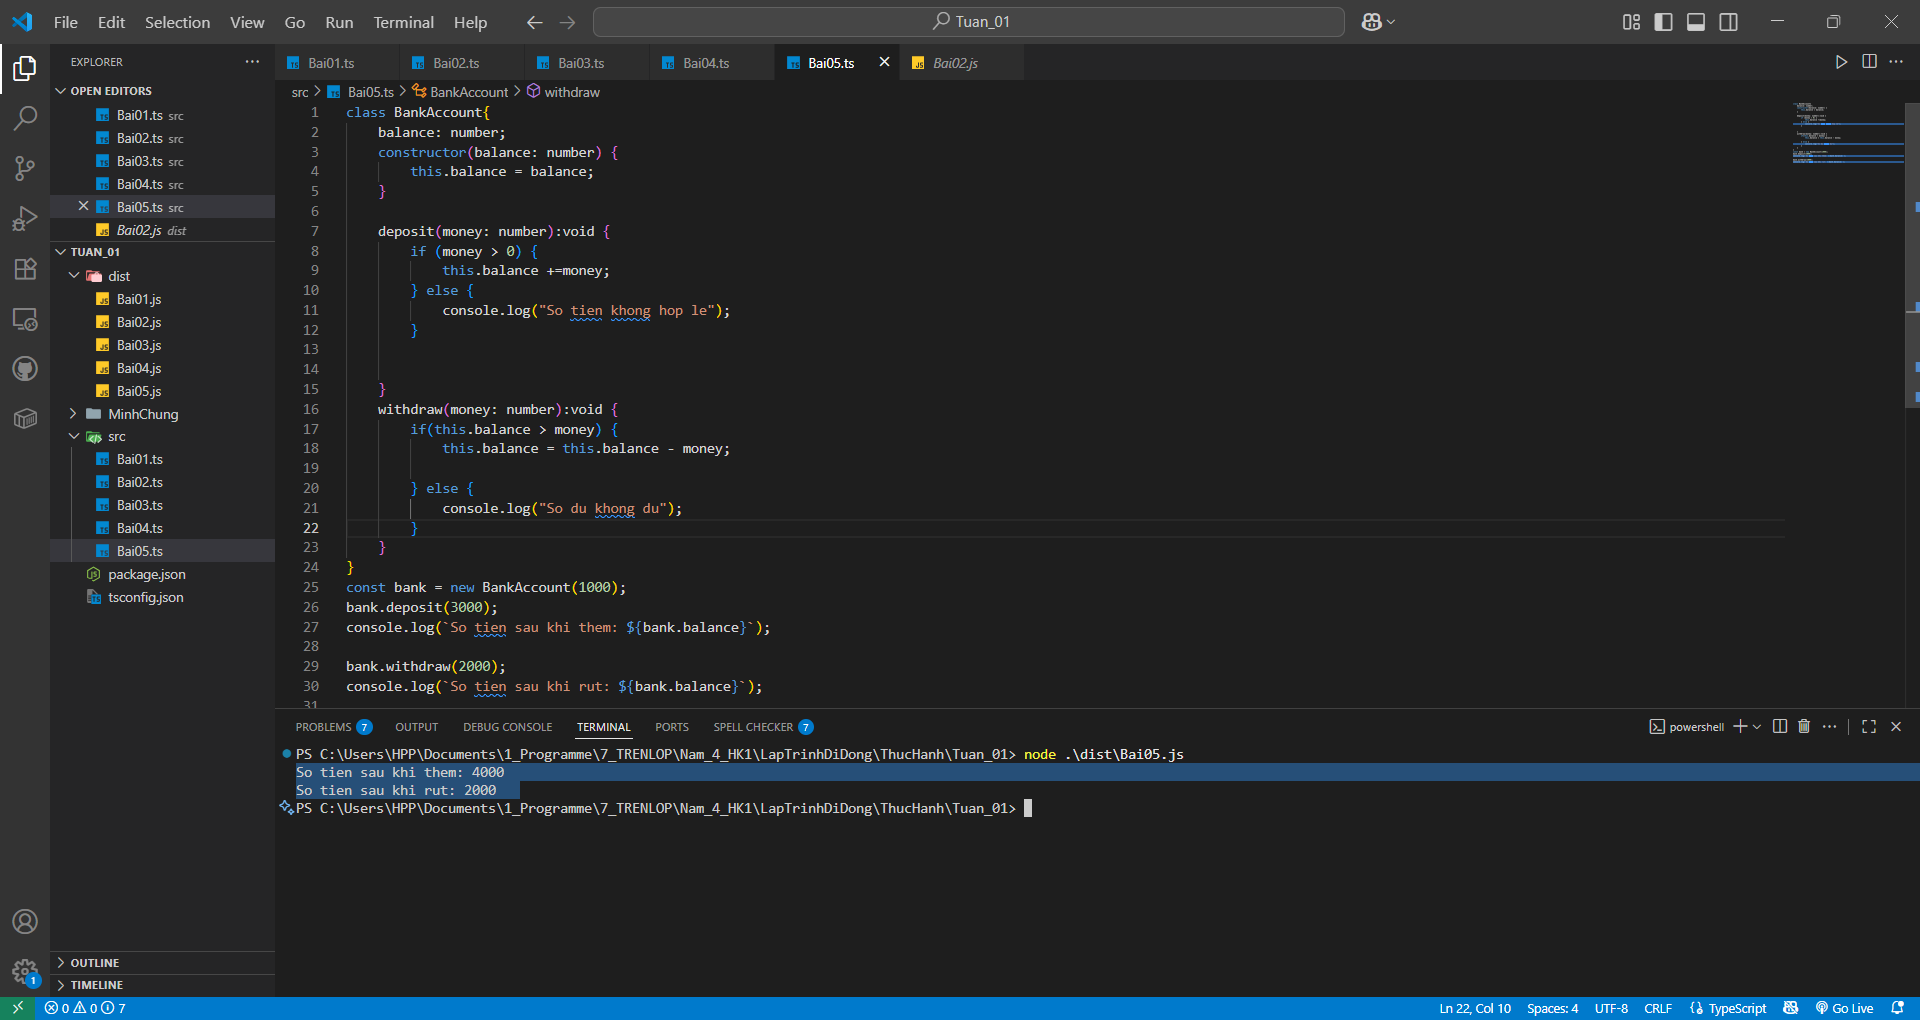 File Edit Selection View Go Run Terminal Help
Tuan_01
EXPLORER
OPEN EDITORS
Bai01.ts src
Bai02.ts src
Bai03.ts src
Bai04.ts src
Bai05.ts src
Bai02.js dist
TUAN_01
dist
Bai01.js
Bai02.js
Bai03.js
Bai04.js
Bai05.js
MinhChung
src
Bai01.ts
Bai02.ts
Bai03.ts
Bai04.ts
Bai05.ts
package.json
tsconfig.json
OUTLINE
TIMELINE
Bai01.ts Bai02.ts Bai03.ts Bai04.ts Bai05.ts Bai02.js
src > Bai05.ts > BankAccount > withdraw
1 class BankAccount{
2 balance: number;
3 constructor(balance: number) {
4 this.balance = balance;
5 }
6
7 deposit(money: number):void {
8 if (money > 0) {
9 this.balance +=money;
10 } else {
11 console.log("So tien khong hop le");
12 }
13
14
15 }
16 withdraw(money: number):void {
17 if(this.balance > money) {
18 this.balance = this.balance - money;
19
20 } else {
21 console.log("So du khong du");
22 }
23 }
24 }
25 const bank = new BankAccount(1000);
26 bank.deposit(3000);
27 console.log(`So tien sau khi them: ${bank.balance}`);
28
29 bank.withdraw(2000);
30 console.log(`So tien sau khi rut: ${bank.balance}`);
31
PROBLEMS 7 OUTPUT DEBUG CONSOLE TERMINAL PORTS SPELL CHECKER 7
powershell
PS C:\Users\HPP\Documents\1_Programme\7_TRENLOP\Nam_4_HK1\LapTrinhDiDong\ThucHanh\Tuan_01> node .\dist\Bai05.js
So tien sau khi them: 4000
So tien sau khi rut: 2000
PS C:\Users\HPP\Documents\1_Programme\7_TRENLOP\Nam_4_HK1\LapTrinhDiDong\ThucHanh\Tuan_01>
1
0 0 7
Ln 22, Col 10 Spaces: 4 UTF-8 CRLF {} TypeScript Go Live